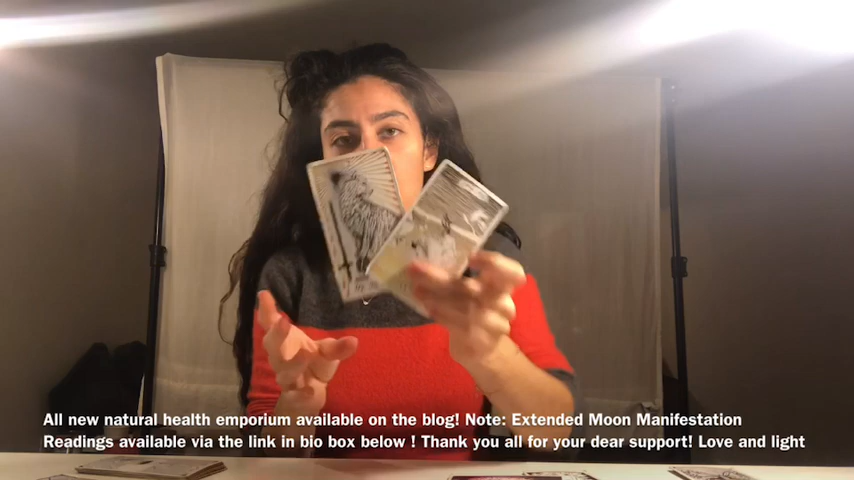 All new natural health emporium available on the blog! Note: Extended Moon Manifestation
Readings available via the link in bio box below ! Thank you all for your dear support! Love and light